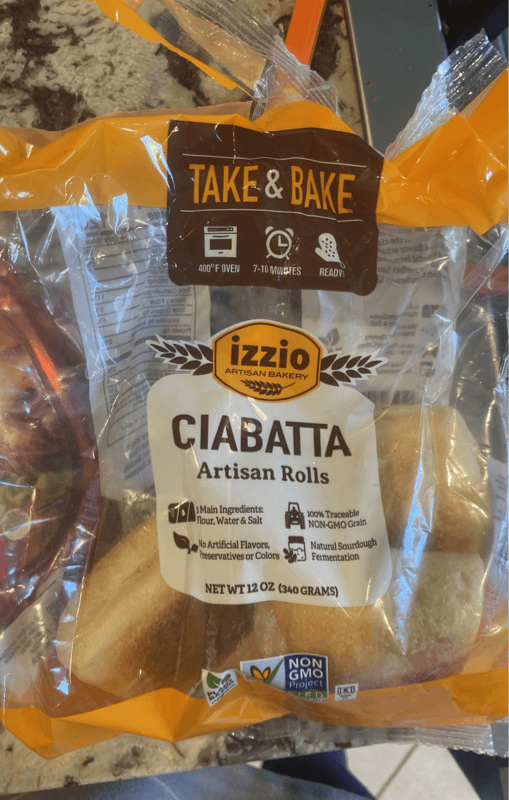 TAKE & BAKE
400°F OVEN
7-10 MINUTES
READY!
izzio
ARTISAN BAKERY
CIABATTA
Artisan Rolls
3 Main Ingredients:
Flour, Water & Salt
100% Traceable
NON-GMO Grain
No Artificial Flavors,
Preservatives or Colors
Natural Sourdough
Fermentation
NET WT 12 OZ (340 GRAMS)
NON
GMO
Project
K